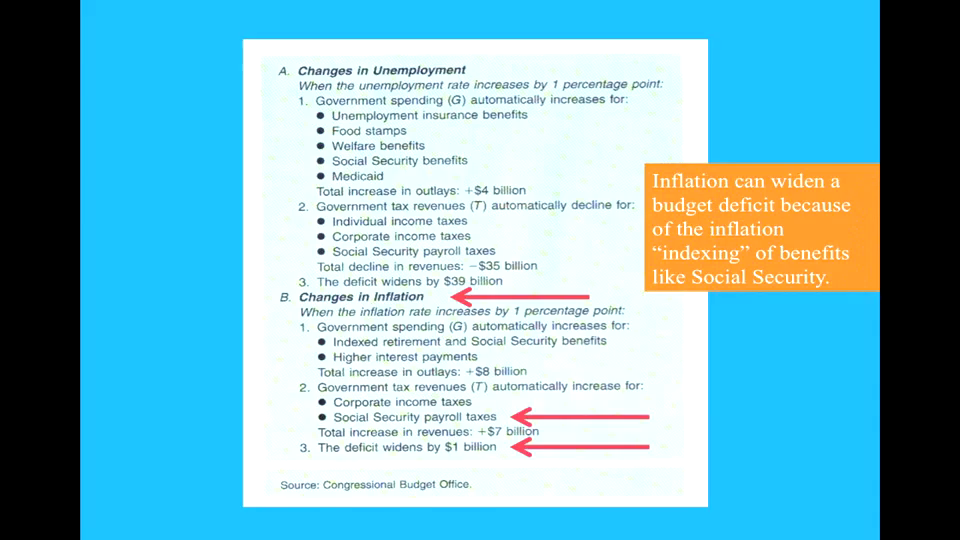 A. Changes in Unemployment
When the unemployment rate increases by 1 percentage point:
1. Government spending (G) automatically increases for:
● Unemployment insurance benefits
● Food stamps
● Welfare benefits
● Social Security benefits
● Medicaid
Total increase in outlays: +$4 billion
2. Government tax revenues (T) automatically decline for:
● Individual income taxes
● Corporate income taxes
● Social Security payroll taxes
Total decline in revenues: −$35 billion
3. The deficit widens by $39 billion
B. Changes in Inflation
When the inflation rate increases by 1 percentage point:
1. Government spending (G) automatically increases for:
● Indexed retirement and Social Security benefits
● Higher interest payments
Total increase in outlays: +$8 billion
2. Government tax revenues (T) automatically increase for:
● Corporate income taxes
● Social Security payroll taxes
Total increase in revenues: +$7 billion
3. The deficit widens by $1 billion
Source: Congressional Budget Office.
Inflation can widen a
budget deficit because
of the inflation
“indexing” of benefits
like Social Security.